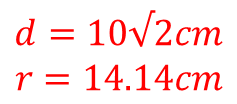 d = 10√2cm
r = 14.14cm